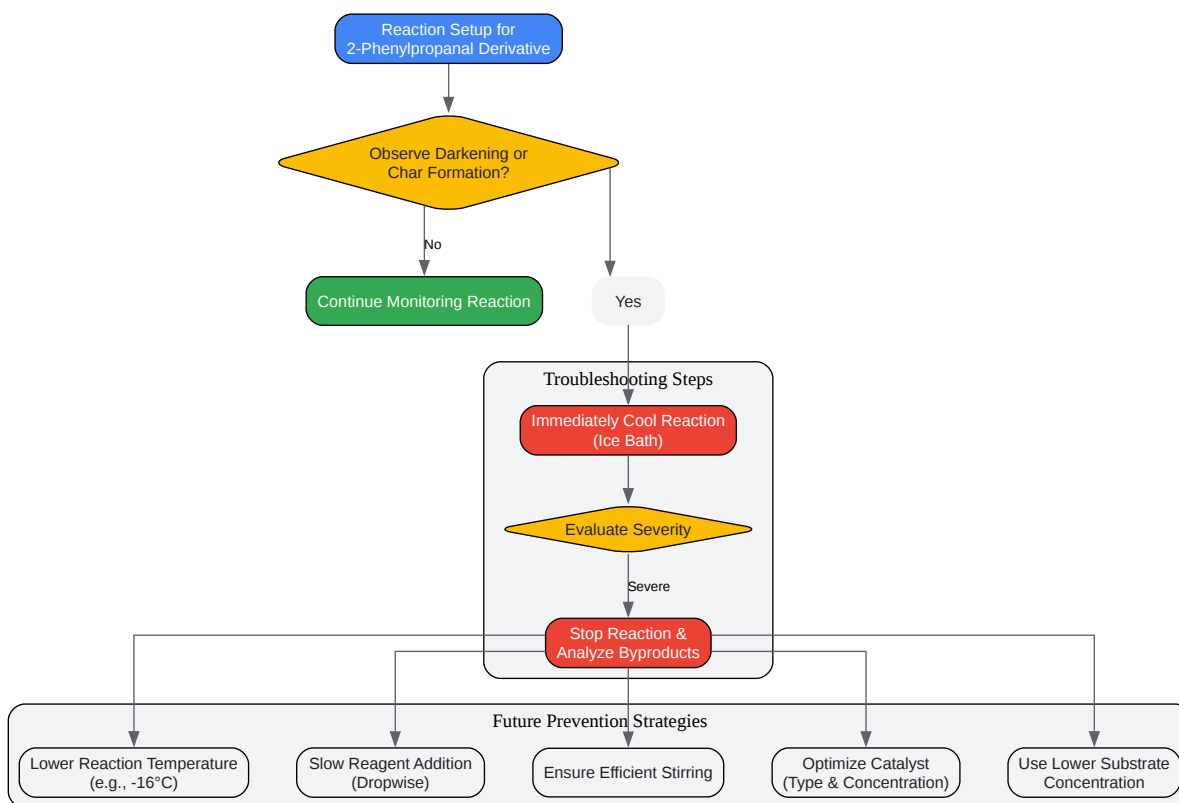 Reaction Setup for
2-Phenylpropanal Derivative
Observe Darkening or
Char Formation?
No
Continue Monitoring Reaction
Yes
Troubleshooting Steps
Immediately Cool Reaction
(Ice Bath)
Evaluate Severity
Severe
Stop Reaction &
Analyze Byproducts
Future Prevention Strategies
Lower Reaction Temperature
(e.g., -16°C)
Slow Reagent Addition
(Dropwise)
Ensure Efficient Stirring
Optimize Catalyst
(Type & Concentration)
Use Lower Substrate
Concentration